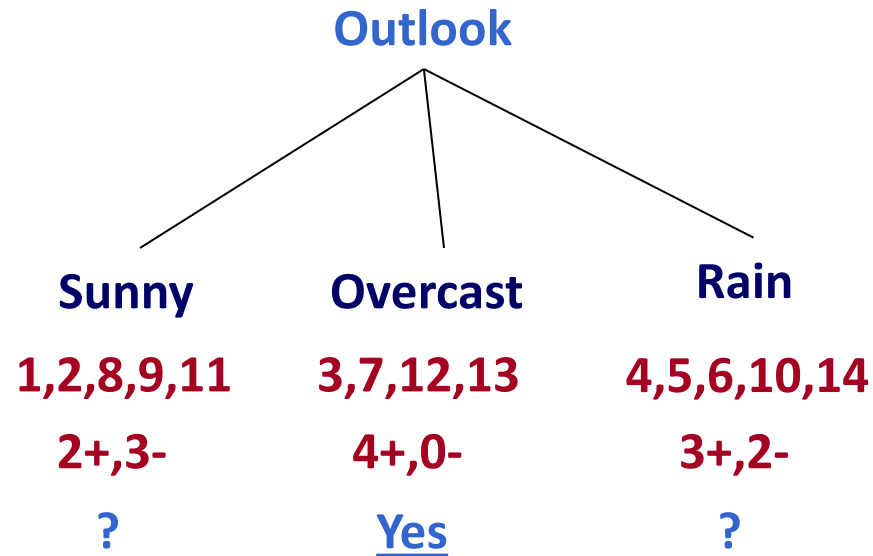 Outlook
Sunny Overcast Rain
1,2,8,9,11 3,7,12,13 4,5,6,10,14
2+,3- 4+,0- 3+,2-
? Yes ?